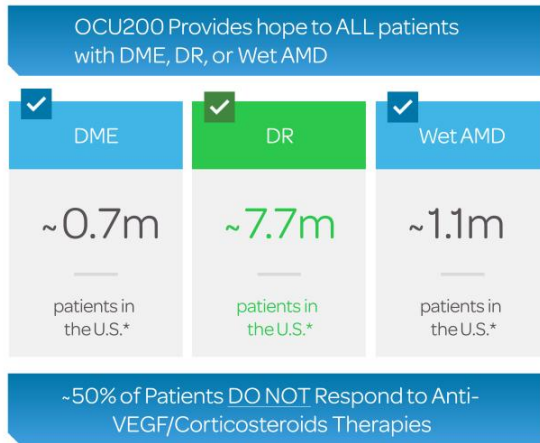 OCU200 Provides hope to ALL patients
with DME, DR, or Wet AMD
DME
~0.7m
patients in
the U.S.*
DR
~7.7m
patients in
the U.S.*
Wet AMD
~1.1m
patients in
the U.S.*
~50% of Patients DO NOT Respond to Anti-
VEGF/Corticosteroids Therapies